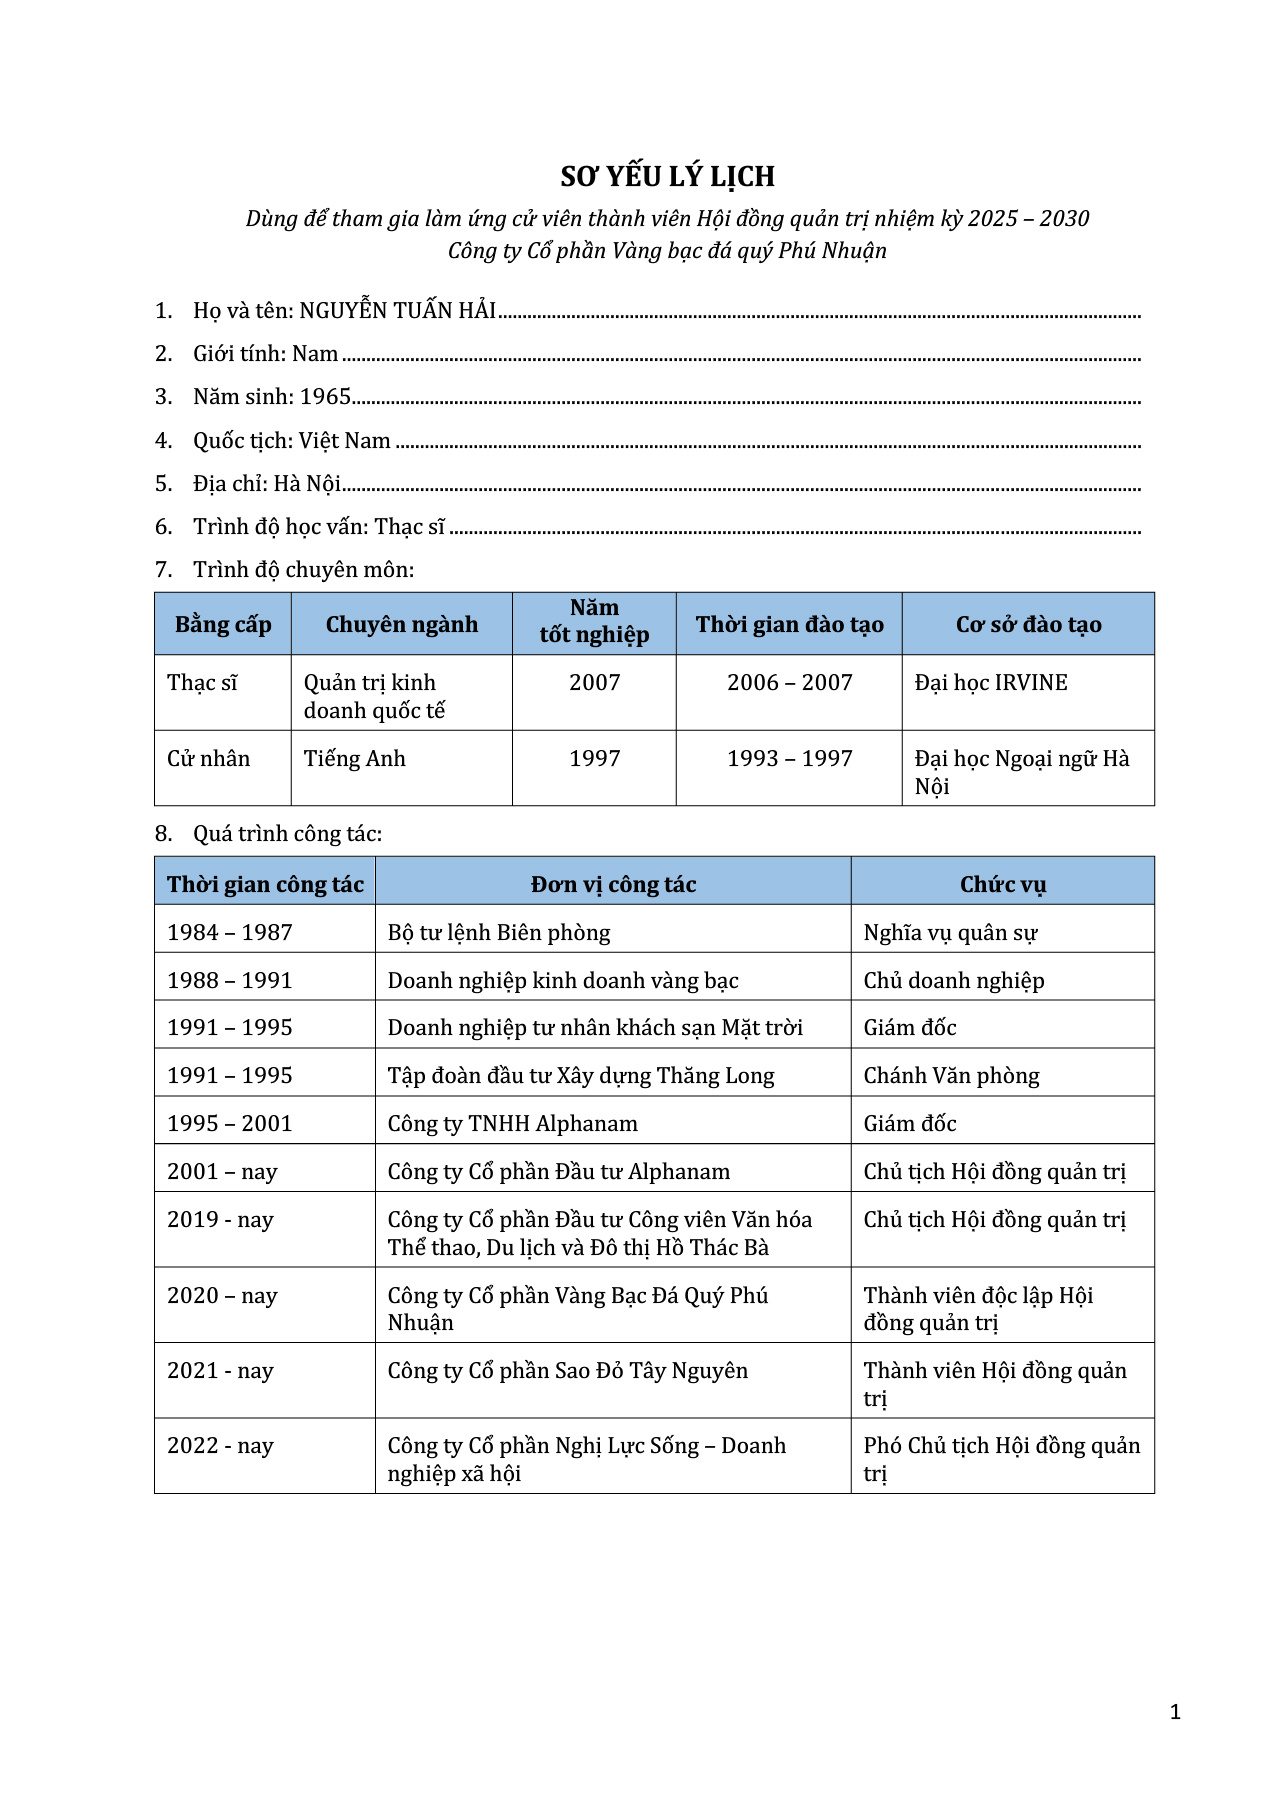 SƠ YẾU LÝ LỊCH
Dùng để tham gia làm ứng cử viên thành viên Hội đồng quản trị nhiệm kỳ 2025 – 2030
Công ty Cổ phần Vàng bạc đá quý Phú Nhuận
1. Họ và tên: NGUYỄN TUẤN HẢI
2. Giới tính: Nam
3. Năm sinh: 1965
4. Quốc tịch: Việt Nam
5. Địa chỉ: Hà Nội
6. Trình độ học vấn: Thạc sĩ
7. Trình độ chuyên môn:
Bằng cấp Chuyên ngành Năm tốt nghiệp Thời gian đào tạo Cơ sở đào tạo
Thạc sĩ Quản trị kinh doanh quốc tế 2007 2006 – 2007 Đại học IRVINE
Cử nhân Tiếng Anh 1997 1993 – 1997 Đại học Ngoại ngữ Hà Nội
8. Quá trình công tác:
Thời gian công tác Đơn vị công tác Chức vụ
1984 – 1987 Bộ tư lệnh Biên phòng Nghĩa vụ quân sự
1988 – 1991 Doanh nghiệp kinh doanh vàng bạc Chủ doanh nghiệp
1991 – 1995 Doanh nghiệp tư nhân khách sạn Mặt trời Giám đốc
1991 – 1995 Tập đoàn đầu tư Xây dựng Thăng Long Chánh Văn phòng
1995 – 2001 Công ty TNHH Alphanam Giám đốc
2001 – nay Công ty Cổ phần Đầu tư Alphanam Chủ tịch Hội đồng quản trị
2019 - nay Công ty Cổ phần Đầu tư Công viên Văn hóa Thể thao, Du lịch và Đô thị Hồ Thác Bà Chủ tịch Hội đồng quản trị
2020 – nay Công ty Cổ phần Vàng Bạc Đá Quý Phú Nhuận Thành viên độc lập Hội đồng quản trị
2021 - nay Công ty Cổ phần Sao Đỏ Tây Nguyên Thành viên Hội đồng quản trị
2022 - nay Công ty Cổ phần Nghị Lực Sống – Doanh nghiệp xã hội Phó Chủ tịch Hội đồng quản trị
1